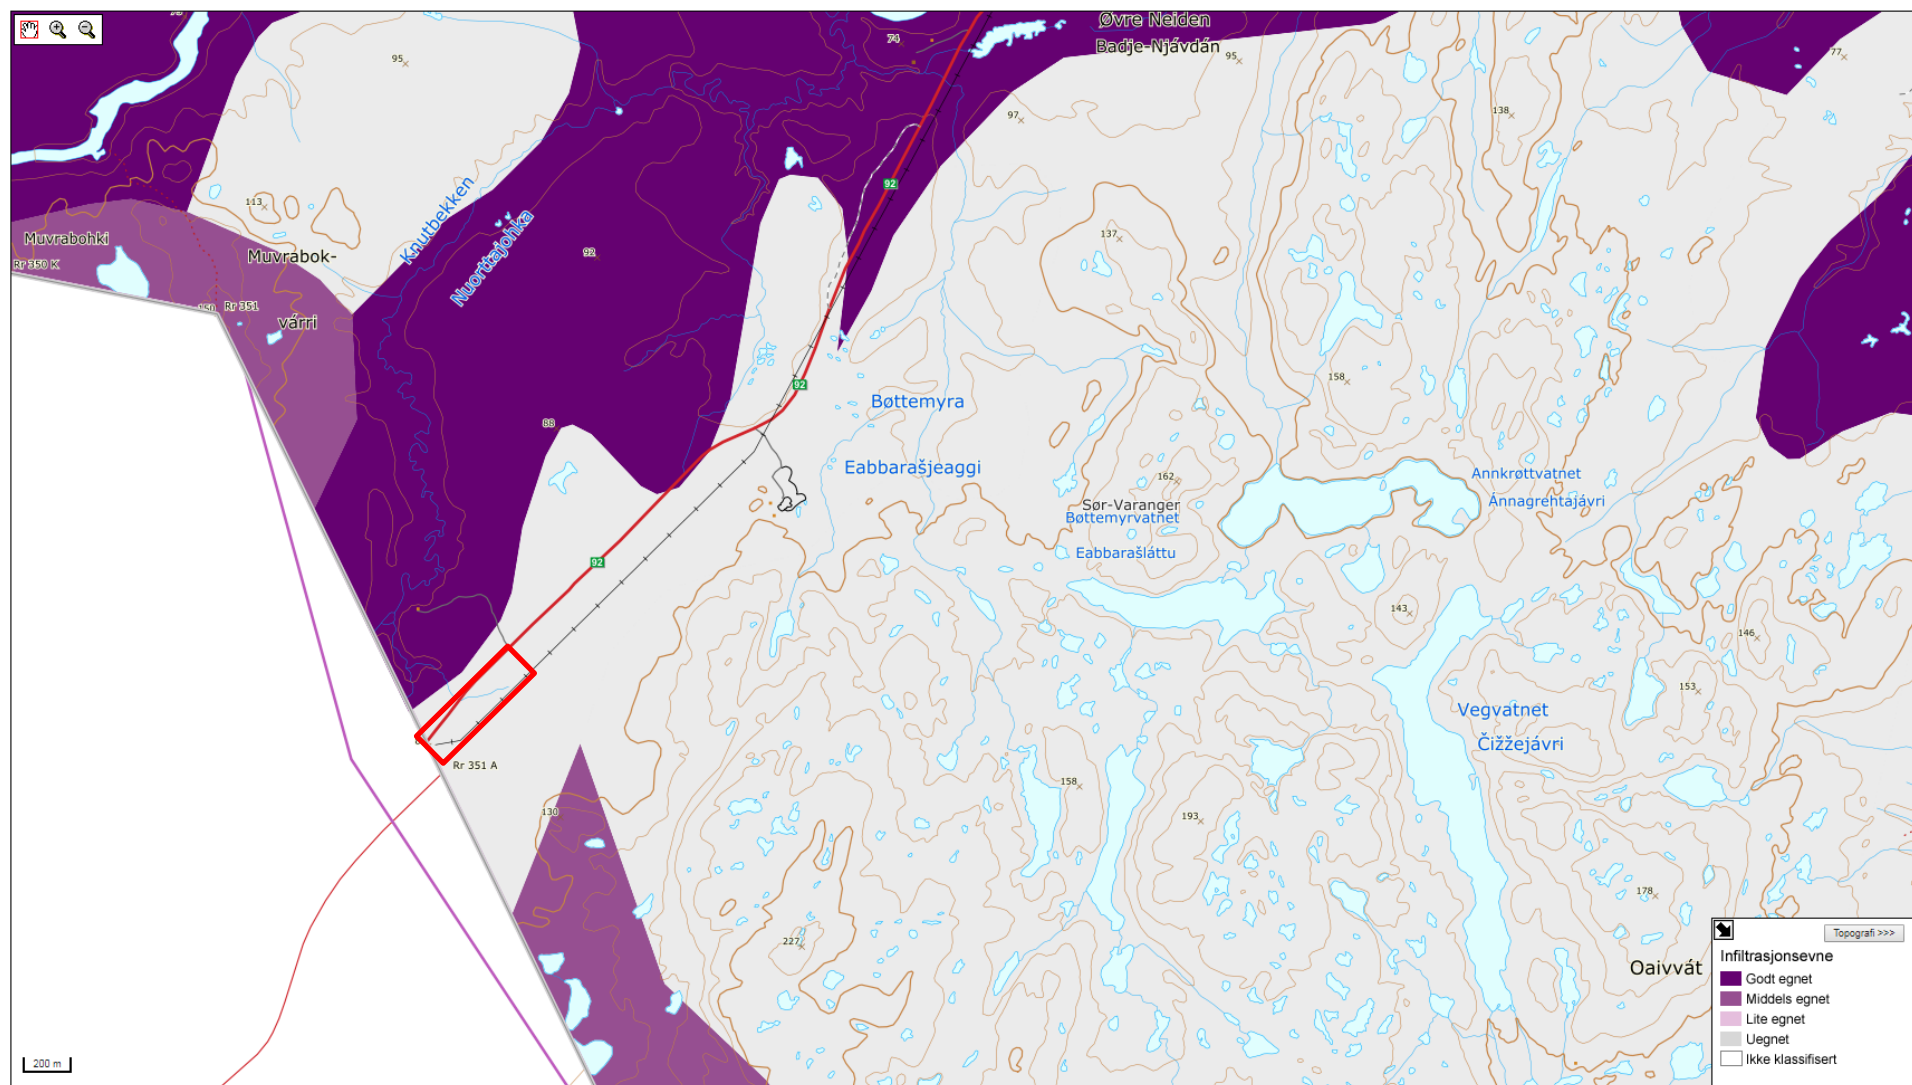 Øvre Neiden
Badje-Njávdán
74
95
95
77
138
97
113
92
137
92
Knutbekken
Nuorttajohka
Muvrabohki
Muvrabok-
várri
Rr 350 K
Rr 351
158
92
88
Bøttemyra
Eabbarašjeaggi
162
Sør-Varanger
Bøttemyrvatnet
Eabbarašláttu
Annkrøttvatnet
Ánnagrehtajávri
92
143
146
153
Vegvatnet
Čižžejávri
Rr 351 A
130
158
193
178
227
Oaivvát
Topografi >>>
Infiltrasjonsevne
Godt egnet
Middels egnet
Lite egnet
Uegnet
Ikke klassifisert
200 m